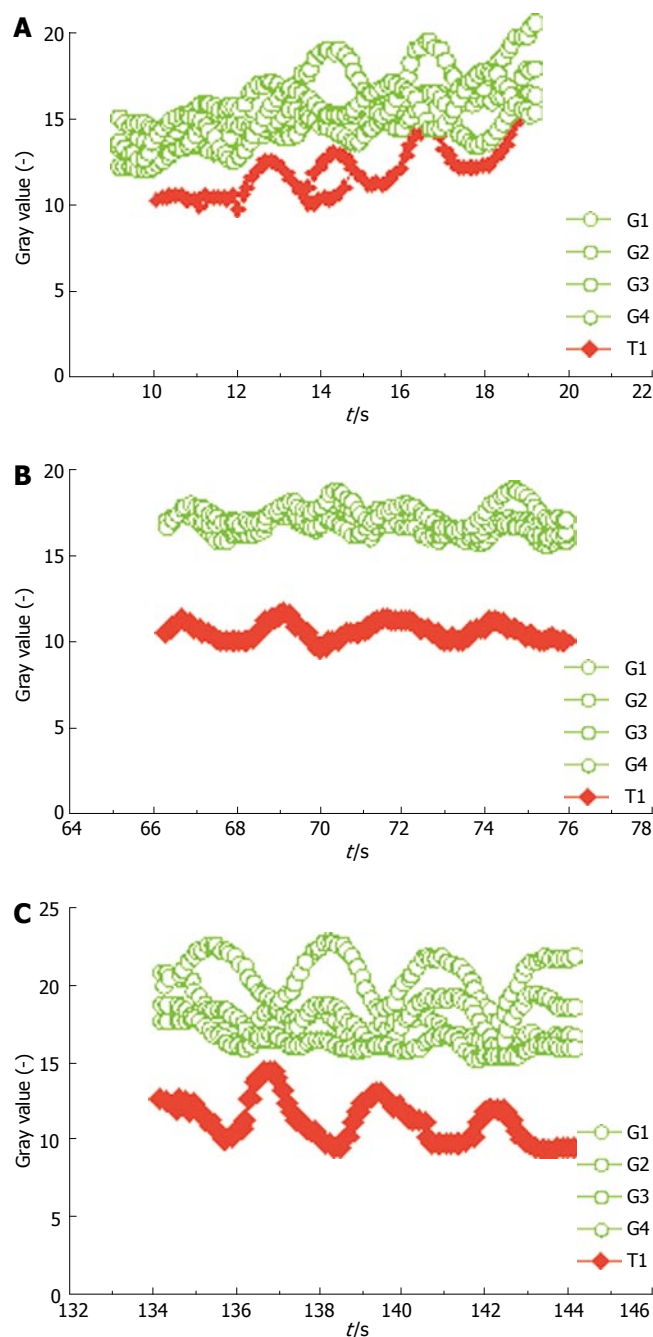 A
20
15
10
5
0
Gray value (-)
10 12 14 16 18 20 22
t/s
G1
G2
G3
G4
T1
B
20
15
10
5
0
Gray value (-)
64 66 68 70 72 74 76 78
t/s
G1
G2
G3
G4
T1
C
25
20
15
10
5
0
Gray value (-)
132 134 136 138 140 142 144 146
t/s
G1
G2
G3
G4
T1